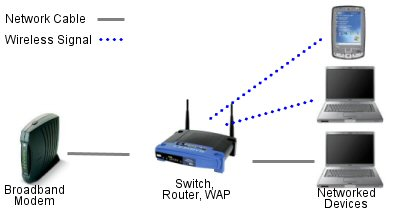 Network Cable
Wireless Signal
Broadband
Modem
Switch,
Router, WAP
Networked
Devices